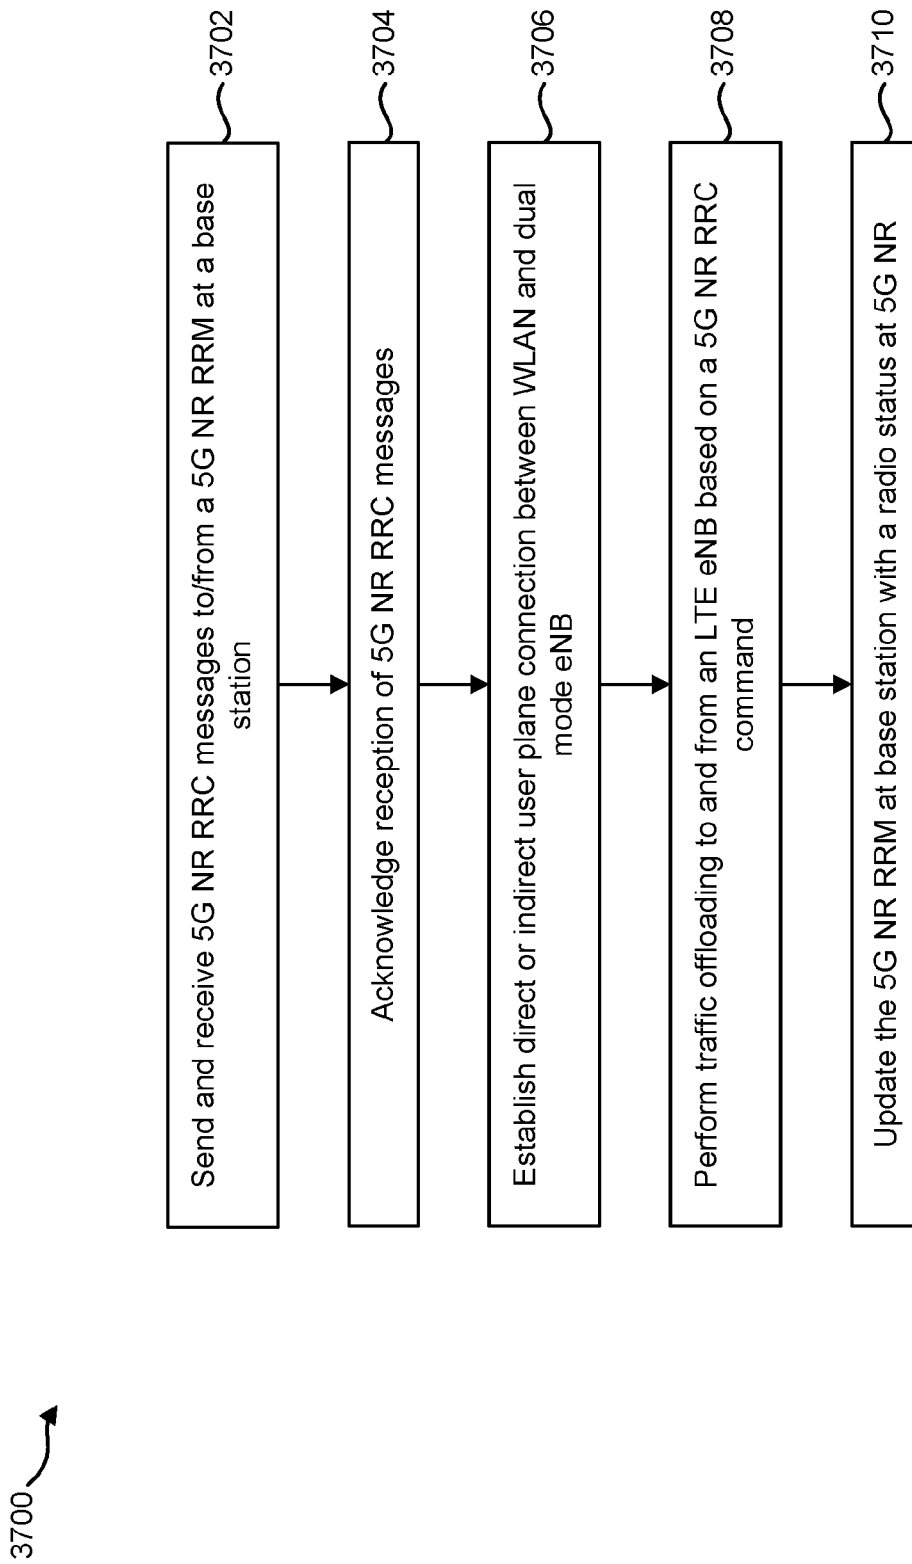 3700
Send and receive 5G NR RRC messages to/from a 5G NR RRM at a base
station
3702
Acknowledge reception of 5G NR RRC messages
3704
Establish direct or indirect user plane connection between WLAN and dual
mode eNB
3706
Perform traffic offloading to and from an LTE eNB based on a 5G NR RRC
command
3708
Update the 5G NR RRM at base station with a radio status at 5G NR
3710